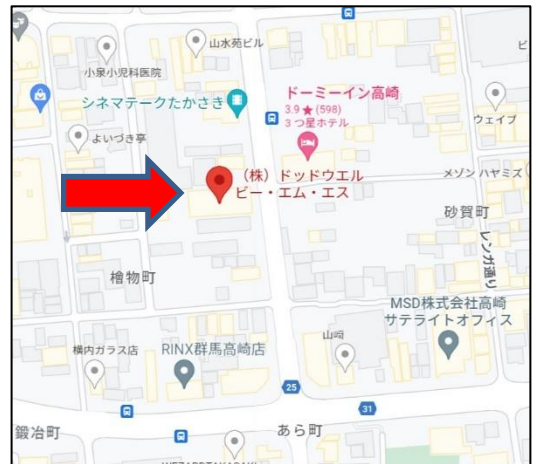 山水苑ビル
ビ
小泉小児科医院
ドーミーイン高崎
3.9 ★ (598)
3 つ星ホテル
シネマテークたかさき
ウェイブ
よいづき亭
(株)ドッドウエル
ビー・エム・エス
メゾン ハヤミズ
砂賀町
レンガ通り
檜物町
MSD株式会社高崎
サテライトオフィス
山崎
横内ガラス店
RINX群馬高崎店
25
31
鍛冶町
あら町